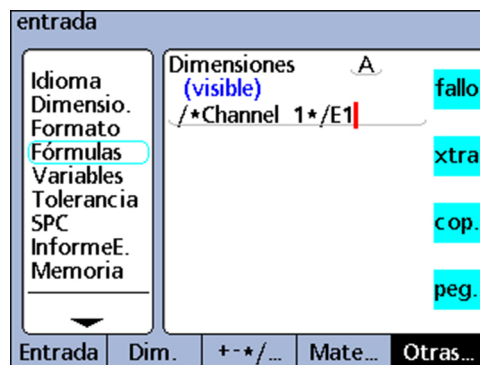 entrada
Idioma
Dimensio.
Formato
Fórmulas
Variables
Tolerancia
SPC
InformeE.
Memoria
Dimensiones A
(visible)
/*Channel 1*/E1
fallo
xtra
cop.
peg.
Entrada Dim. +-*/... Mate... Otras...